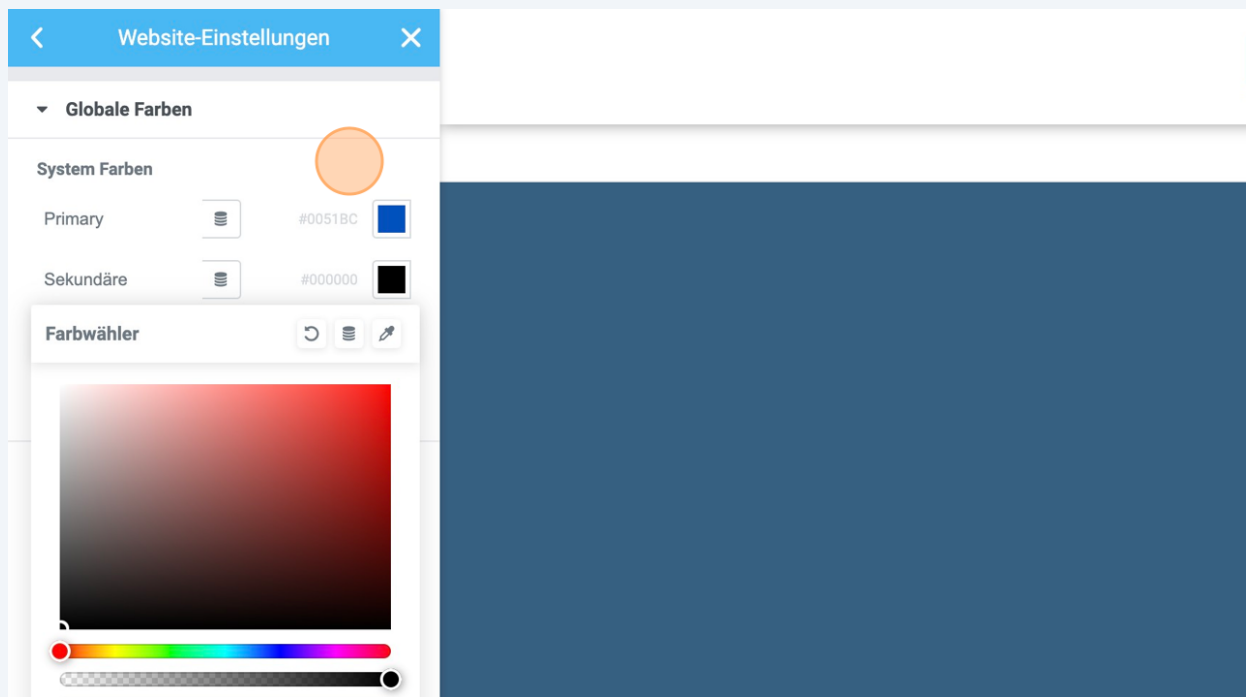 Website-Einstellungen
Globale Farben
System Farben
Primary #0051BC
Sekundäre #000000
Farbwähler